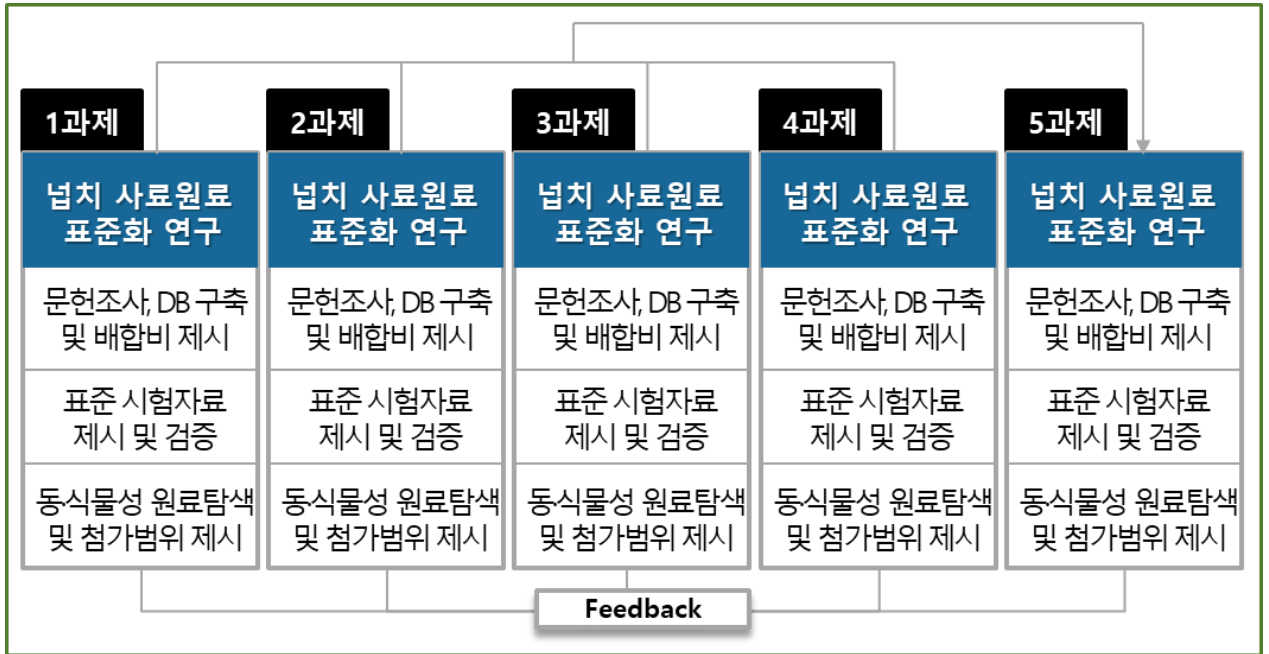 1과제
넙치 사료원료
표준화 연구
문헌조사, DB 구축
및 배합비 제시
표준 시험자료
제시 및 검증
동·식물성 원료탐색
및 첨가범위 제시
2과제
넙치 사료원료
표준화 연구
문헌조사, DB 구축
및 배합비 제시
표준 시험자료
제시 및 검증
동·식물성 원료탐색
및 첨가범위 제시
3과제
넙치 사료원료
표준화 연구
문헌조사, DB 구축
및 배합비 제시
표준 시험자료
제시 및 검증
동·식물성 원료탐색
및 첨가범위 제시
4과제
넙치 사료원료
표준화 연구
문헌조사, DB 구축
및 배합비 제시
표준 시험자료
제시 및 검증
동·식물성 원료탐색
및 첨가범위 제시
5과제
넙치 사료원료
표준화 연구
문헌조사, DB 구축
및 배합비 제시
표준 시험자료
제시 및 검증
동·식물성 원료탐색
및 첨가범위 제시
Feedback